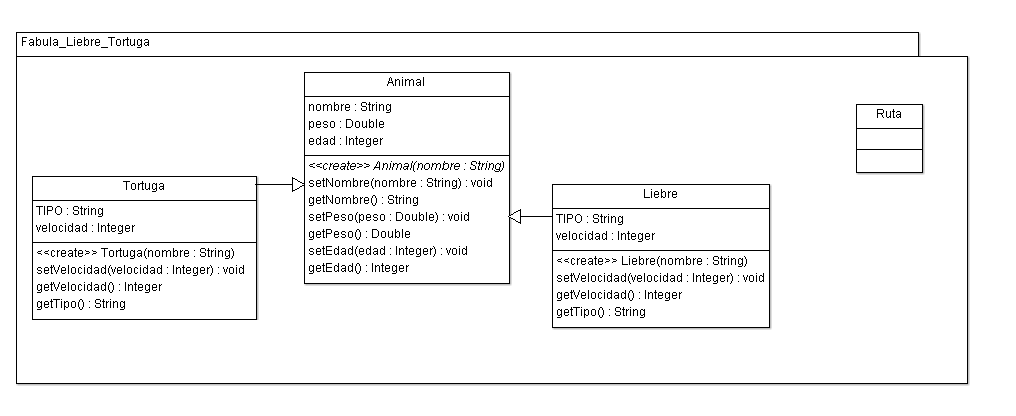 Fabula_Liebre_Tortuga
Animal
nombre : String
peso : Double
edad : Integer
<<create>> Animal(nombre : String)
setNombre(nombre : String) : void
getNombre() : String
setPeso(peso : Double) : void
getPeso() : Double
setEdad(edad : Integer) : void
getEdad() : Integer
Tortuga
TIPO : String
velocidad : Integer
<<create>> Tortuga(nombre : String)
setVelocidad(velocidad : Integer) : void
getVelocidad() : Integer
getTipo() : String
Liebre
TIPO : String
velocidad : Integer
<<create>> Liebre(nombre : String)
setVelocidad(velocidad : Integer) : void
getVelocidad() : Integer
getTipo() : String
Ruta